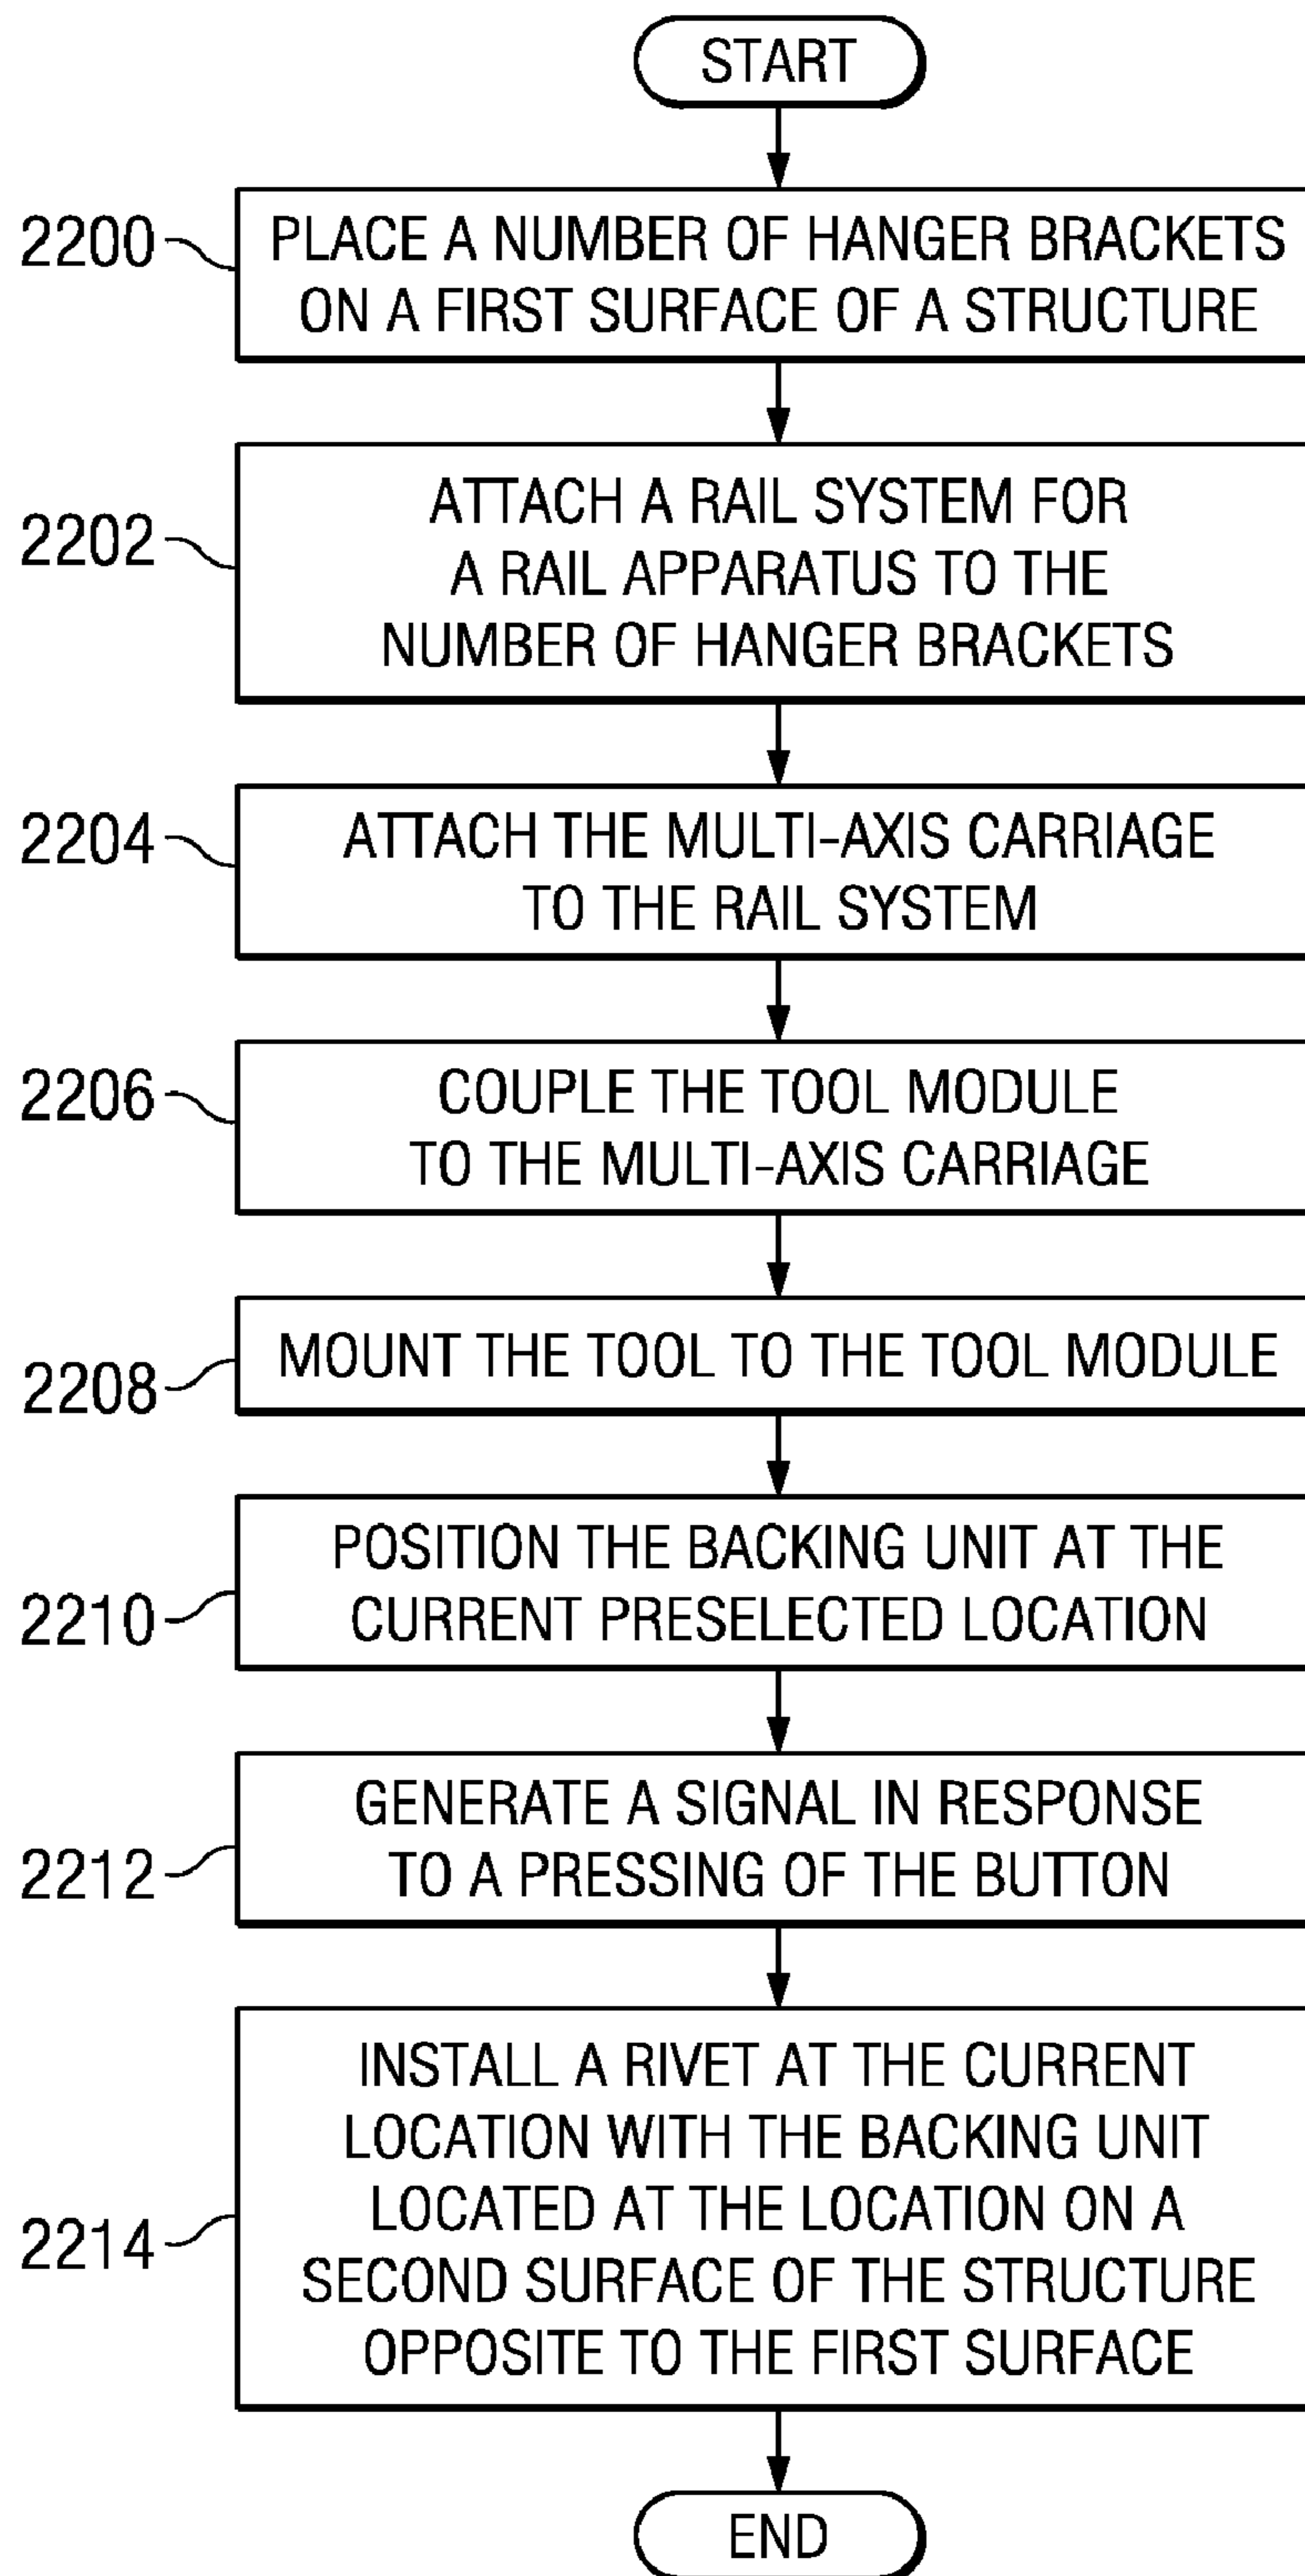 START
2200
PLACE A NUMBER OF HANGER BRACKETS
ON A FIRST SURFACE OF A STRUCTURE
2202
ATTACH A RAIL SYSTEM FOR
A RAIL APPARATUS TO THE
NUMBER OF HANGER BRACKETS
2204
ATTACH THE MULTI-AXIS CARRIAGE
TO THE RAIL SYSTEM
2206
COUPLE THE TOOL MODULE
TO THE MULTI-AXIS CARRIAGE
2208
MOUNT THE TOOL TO THE TOOL MODULE
2210
POSITION THE BACKING UNIT AT THE
CURRENT PRESELECTED LOCATION
2212
GENERATE A SIGNAL IN RESPONSE
TO A PRESSING OF THE BUTTON
2214
INSTALL A RIVET AT THE CURRENT
LOCATION WITH THE BACKING UNIT
LOCATED AT THE LOCATION ON A
SECOND SURFACE OF THE STRUCTURE
OPPOSITE TO THE FIRST SURFACE
END